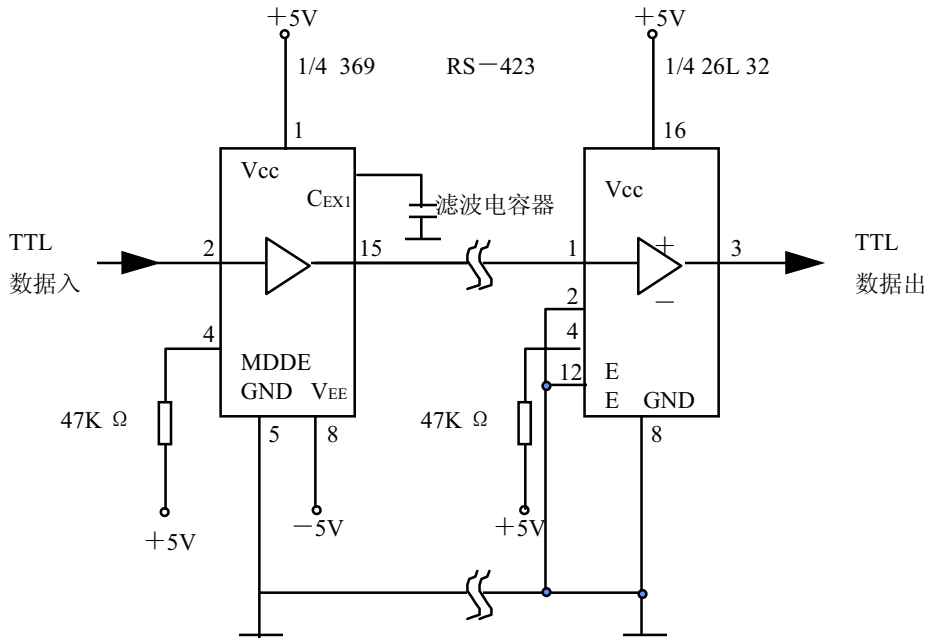 +5V
+5V
1/4 369
RS-423
1/4 26L 32
1
16
Vcc
Vcc
CEX1
滤波电容器
TTL
数据入
2
15
1
+
3
TTL
数据出
-
2
4
4
12
MDDE
GND VEE
E
E GND
47K Ω
47K Ω
5
8
8
+5V
-5V
+5V